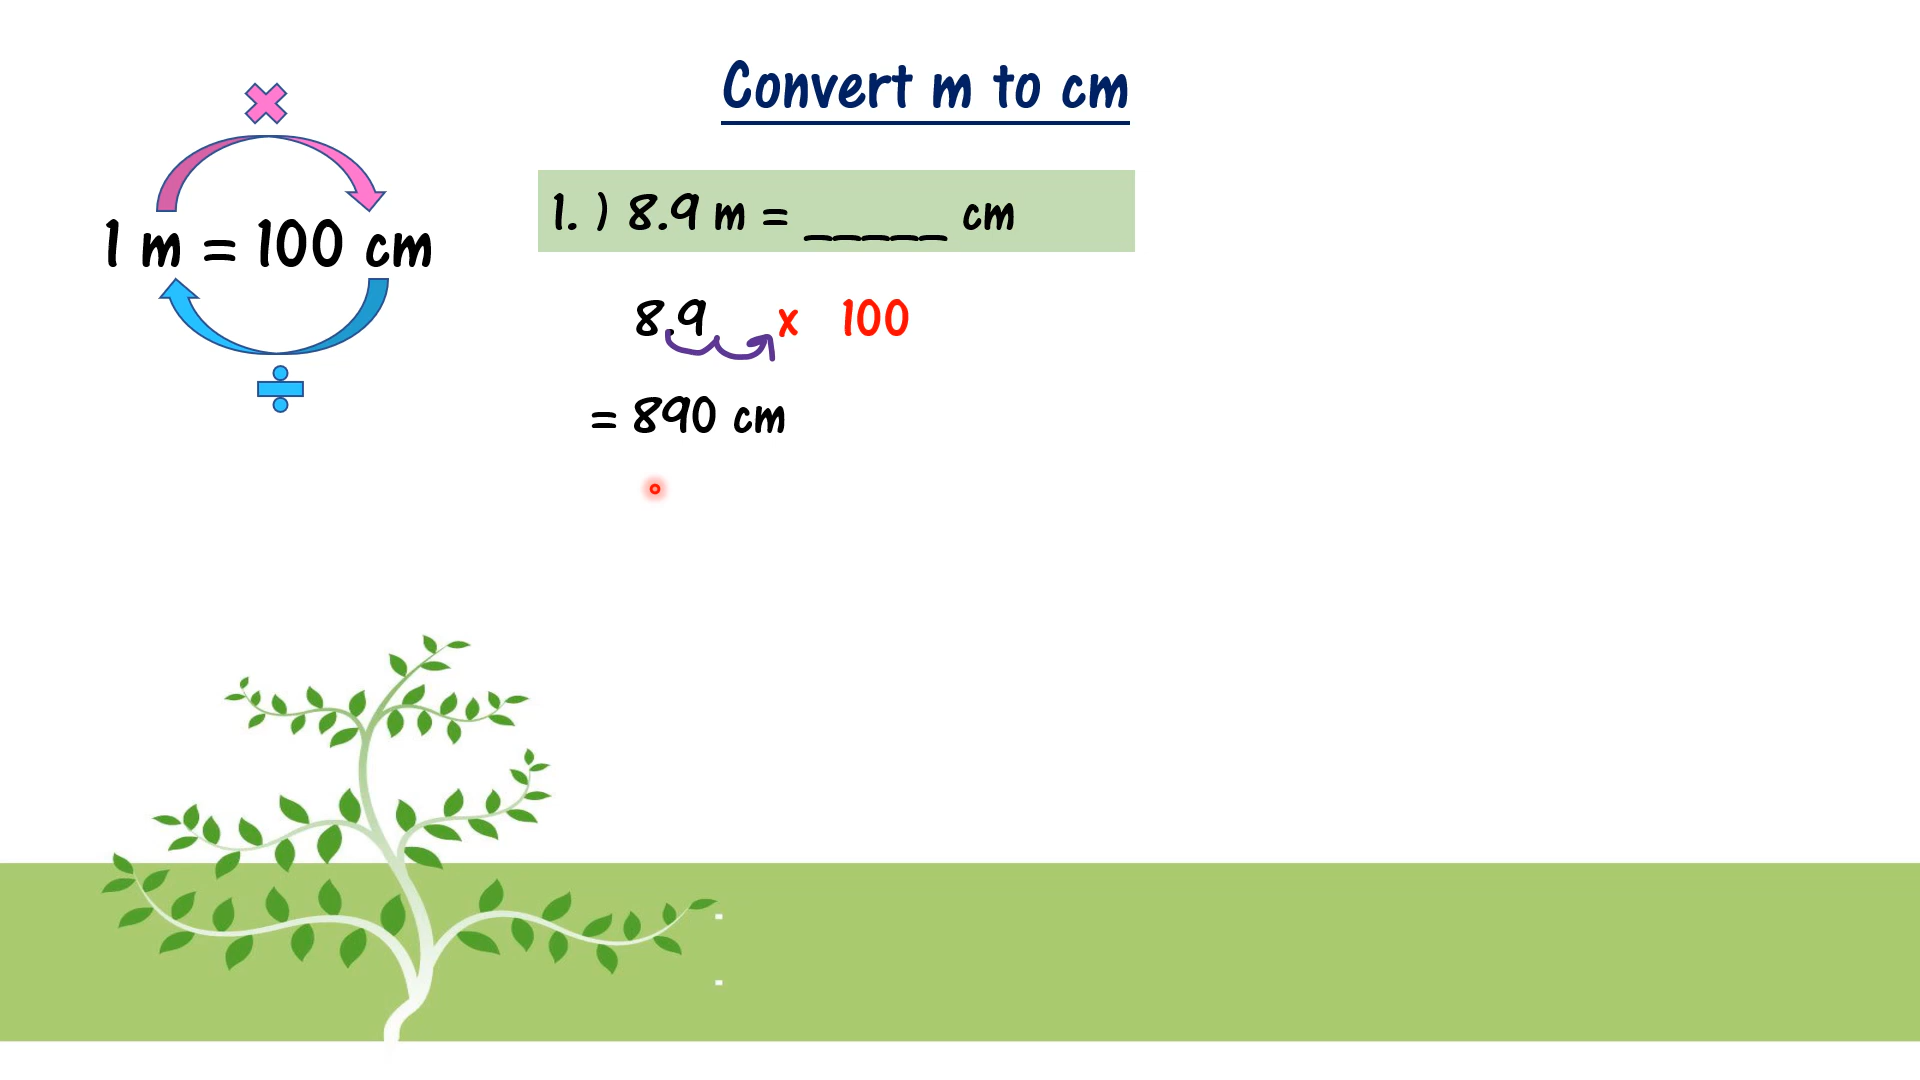 Convert m to cm
1 m = 100 cm
1. ) 8.9 m = _____ cm
8.9 x 100
= 890 cm